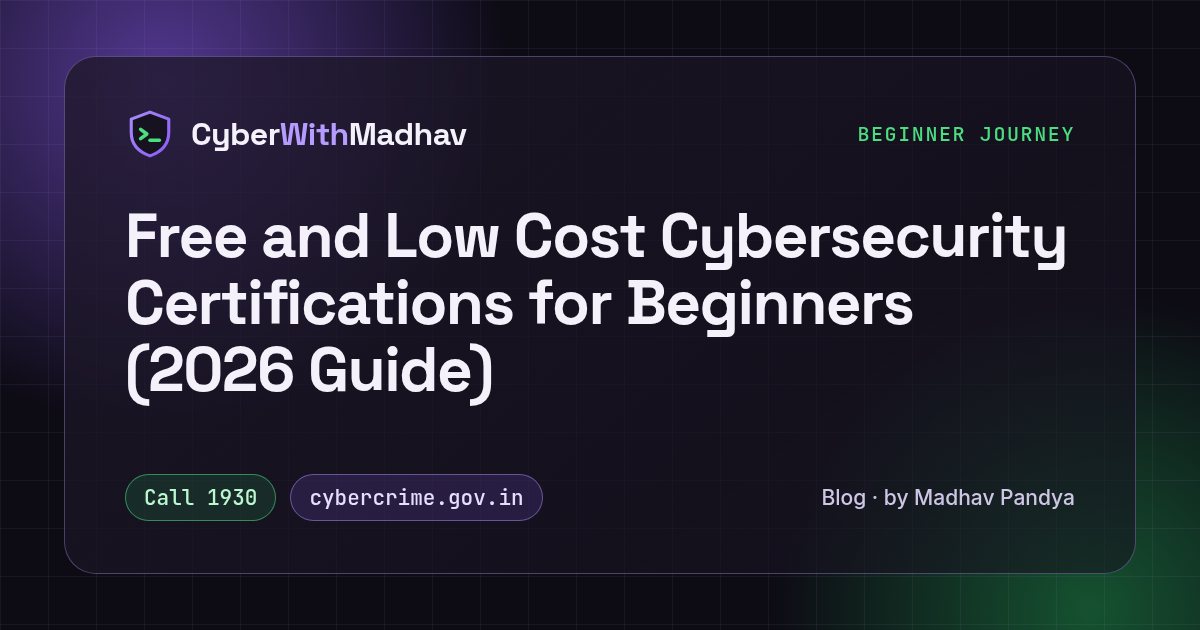 CyberWithMadhav
BEGINNER JOURNEY
Free and Low Cost Cybersecurity
Certifications for Beginners
(2026 Guide)
Call 1930
cybercrime.gov.in
Blog · by Madhav Pandya